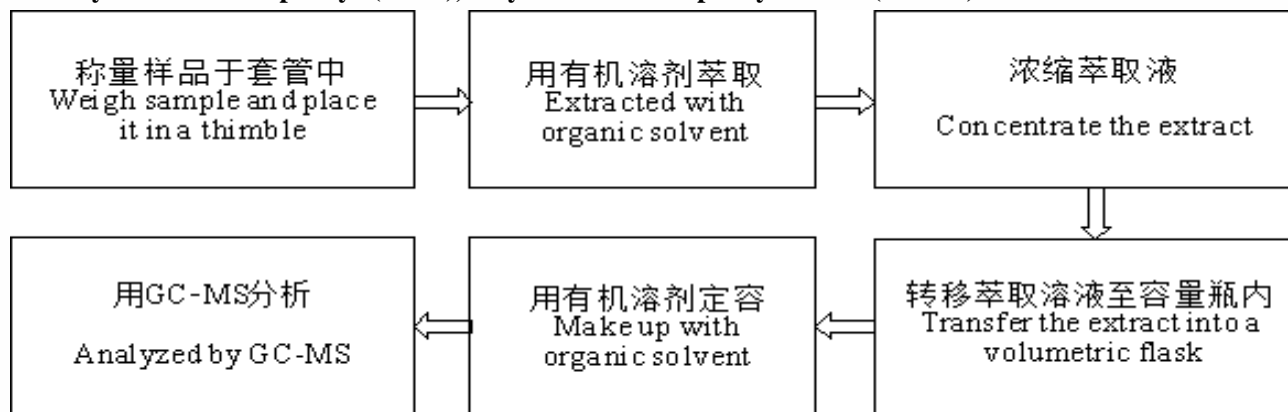 称量样品于套管中
Weigh sample and place
it in a thimble
用有机溶剂萃取
Extracted with
organic solvent
浓缩萃取液
Concentrate the extract
转移萃取溶液至容量瓶内
Transfer the extract into a
volumetric flask
用有机溶剂定容
Make up with
organic solvent
用GC-MS分析
Analyzed by GC-MS